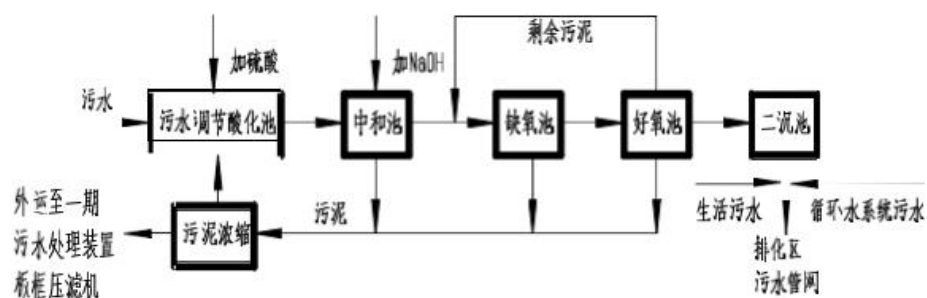 剩余污泥
加硫酸
加NaOH
污水
污水调节酸化池
中和池
缺氧池
好氧池
二沉池
外运至一期
污水处理装置
板框压滤机
污泥浓缩
污泥
生活污水
循环水系统污水
排化区
污水管网